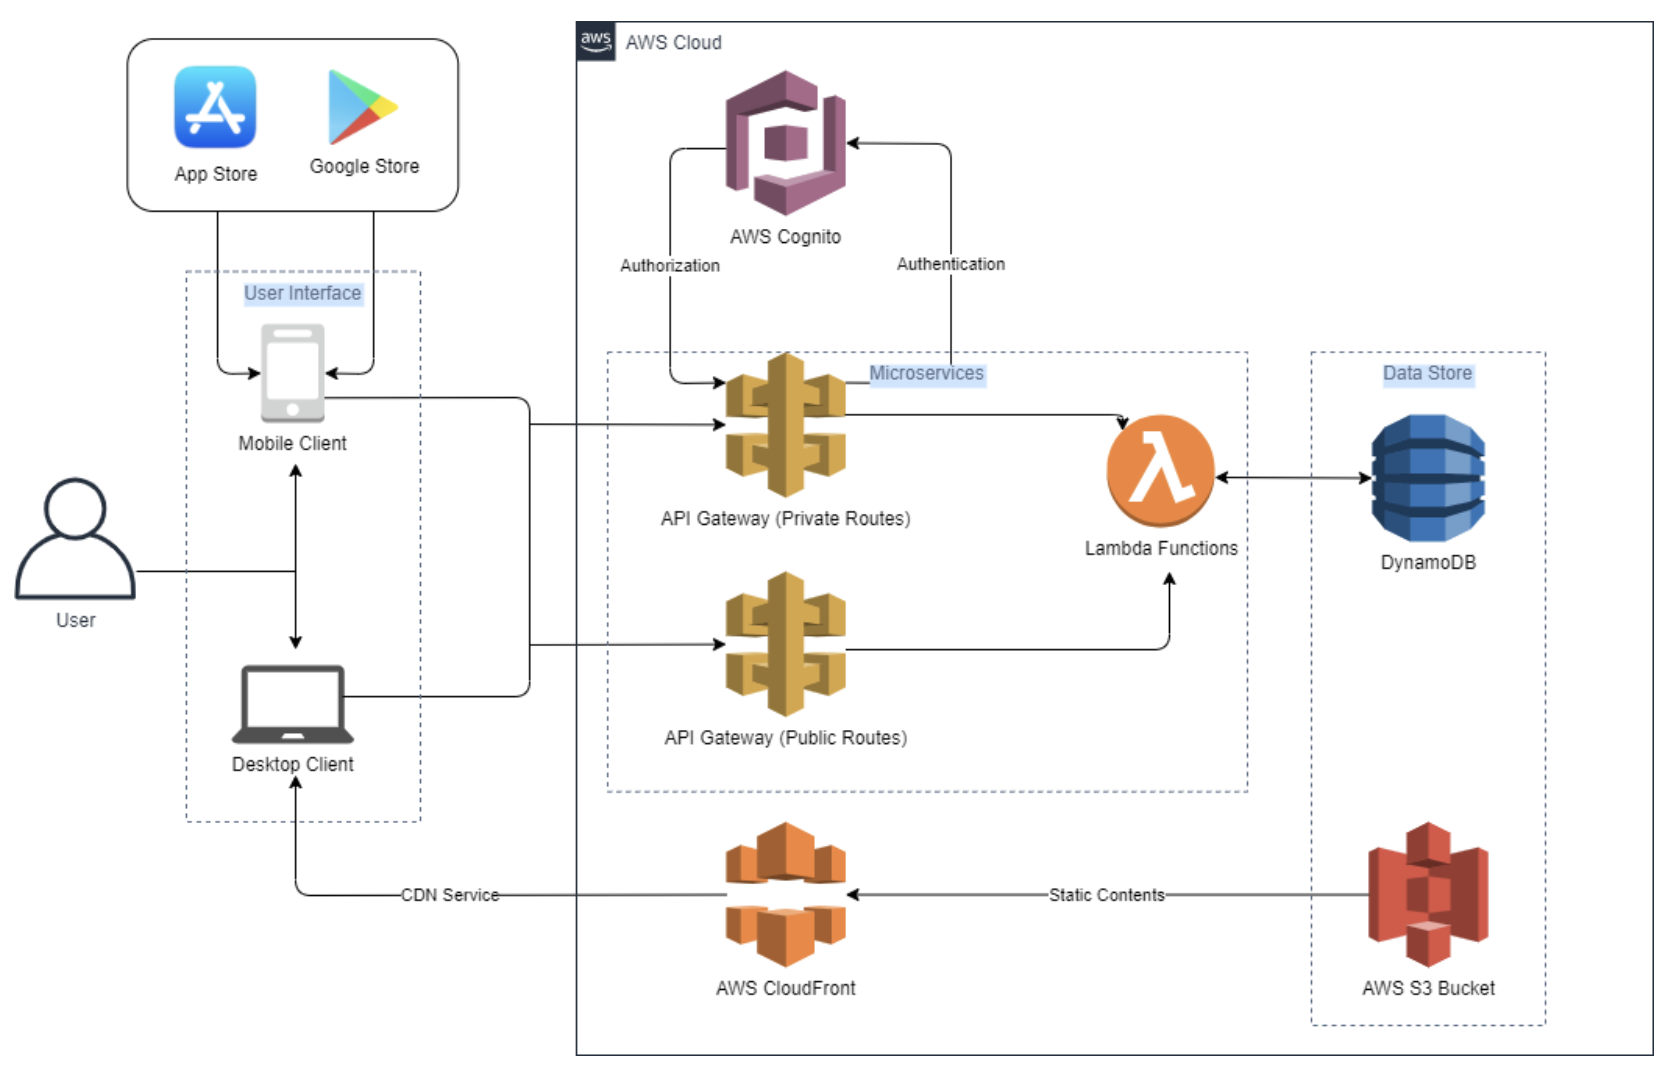 aws
AWS Cloud
App Store
Google Store
AWS Cognito
Authorization
Authentication
User Interface
Microservices
Data Store
Mobile Client
API Gateway (Private Routes)
Lambda Functions
DynamoDB
User
API Gateway (Public Routes)
Desktop Client
CDN Service
Static Contents
AWS CloudFront
AWS S3 Bucket